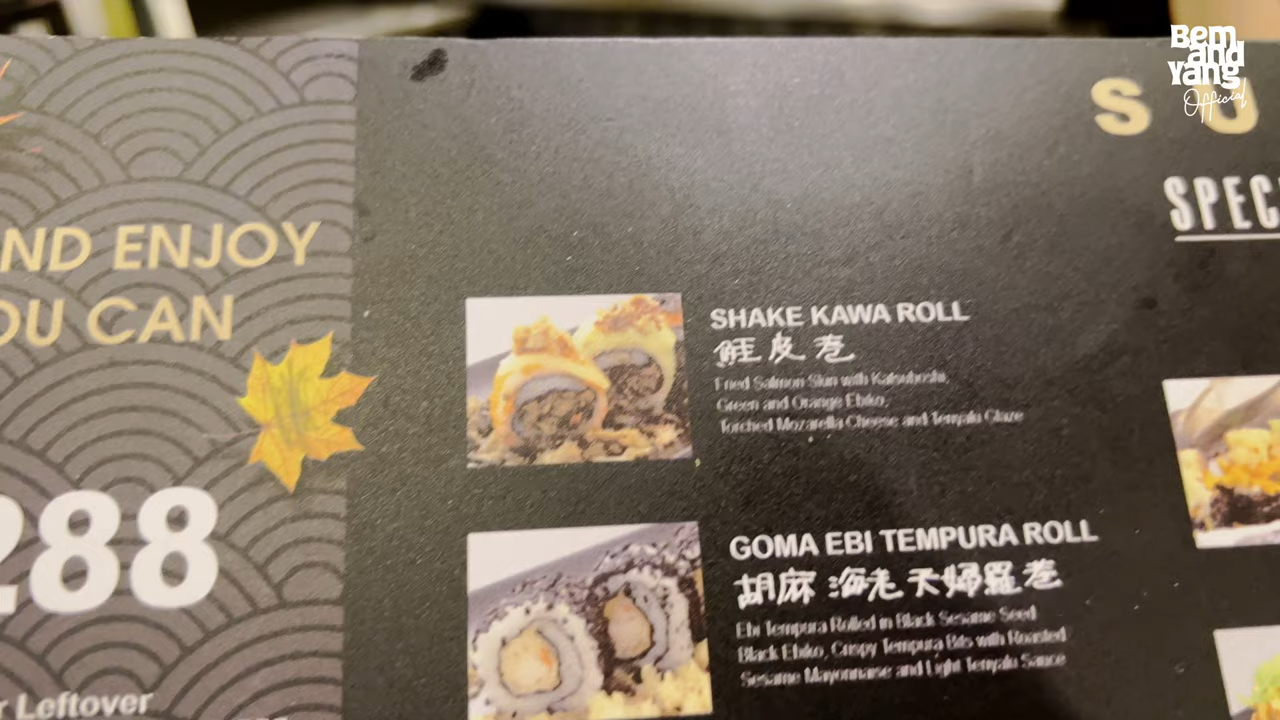 Bem
and
Yang
Official
S U
SPEC
ND ENJOY
OU CAN
288
r Leftover
SHAKE KAWA ROLL
鮭皮巻
Fried Salmon Skin with Katsuboshi,
Green and Orange Ebiko,
Torched Mozarella Cheese and Teriyaki Glaze
GOMA EBI TEMPURA ROLL
胡麻 海老 天婦羅巻
Ebi Tempura Rolled in Black Sesame Seed
Black Ebiko, Crispy Tempura Bits with Roasted
Sesame Mayonnaise and Light Teriyaki Sauce